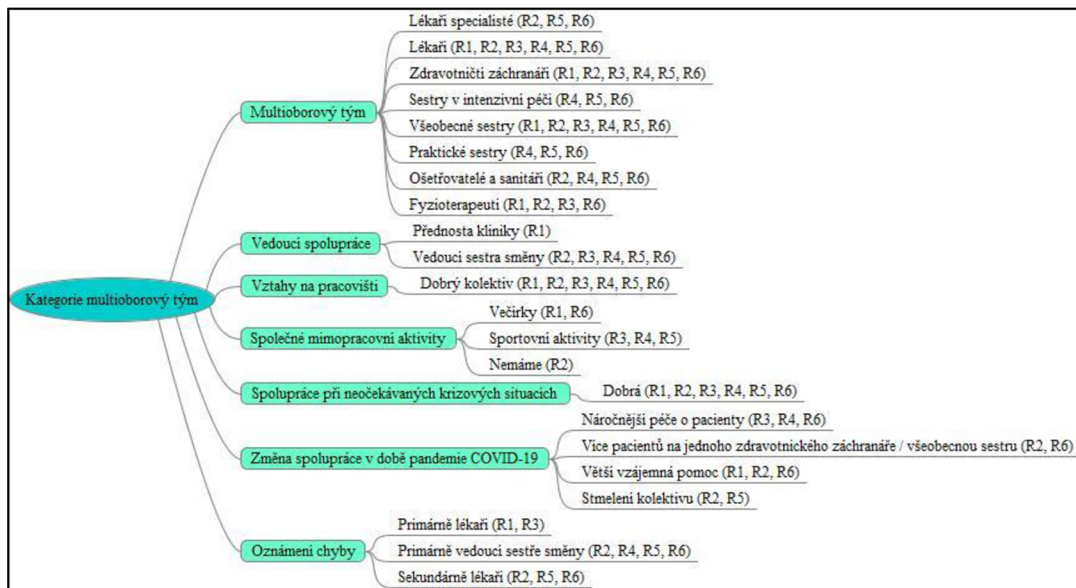 Kategorie multioborový tým
Multioborový tým
Lékaři specialisté (R2, R5, R6)
Lékaři (R1, R2, R3, R4, R5, R6)
Zdravotničtí záchranáři (R1, R2, R3, R4, R5, R6)
Sestry v intenzivní péči (R4, R5, R6)
Všeobecné sestry (R1, R2, R3, R4, R5, R6)
Praktické sestry (R4, R5, R6)
Ošetřovatelé a sanitáři (R2, R4, R5, R6)
Fyzioterapeuti (R1, R2, R3, R6)
Vedoucí spolupráce
Přednosta kliniky (R1)
Vedoucí sestra směny (R2, R3, R4, R5, R6)
Vztahy na pracovišti
Dobrý kolektiv (R1, R2, R3, R4, R5, R6)
Společné mimopracovní aktivity
Večírky (R1, R6)
Sportovní aktivity (R3, R4, R5)
Nemáme (R2)
Spolupráce při neočekávaných krizových situacích
Dobrá (R1, R2, R3, R4, R5, R6)
Změna spolupráce v době pandemie COVID-19
Náročnější péče o pacienty (R3, R4, R6)
Více pacientů na jednoho zdravotnického záchranáře / všeobecnou sestru (R2, R6)
Větší vzájemná pomoc (R1, R2, R6)
Stmelení kolektivu (R2, R5)
Oznámení chyby
Primárně lékaři (R1, R3)
Primárně vedoucí sestře směny (R2, R4, R5, R6)
Sekundárně lékaři (R2, R5, R6)